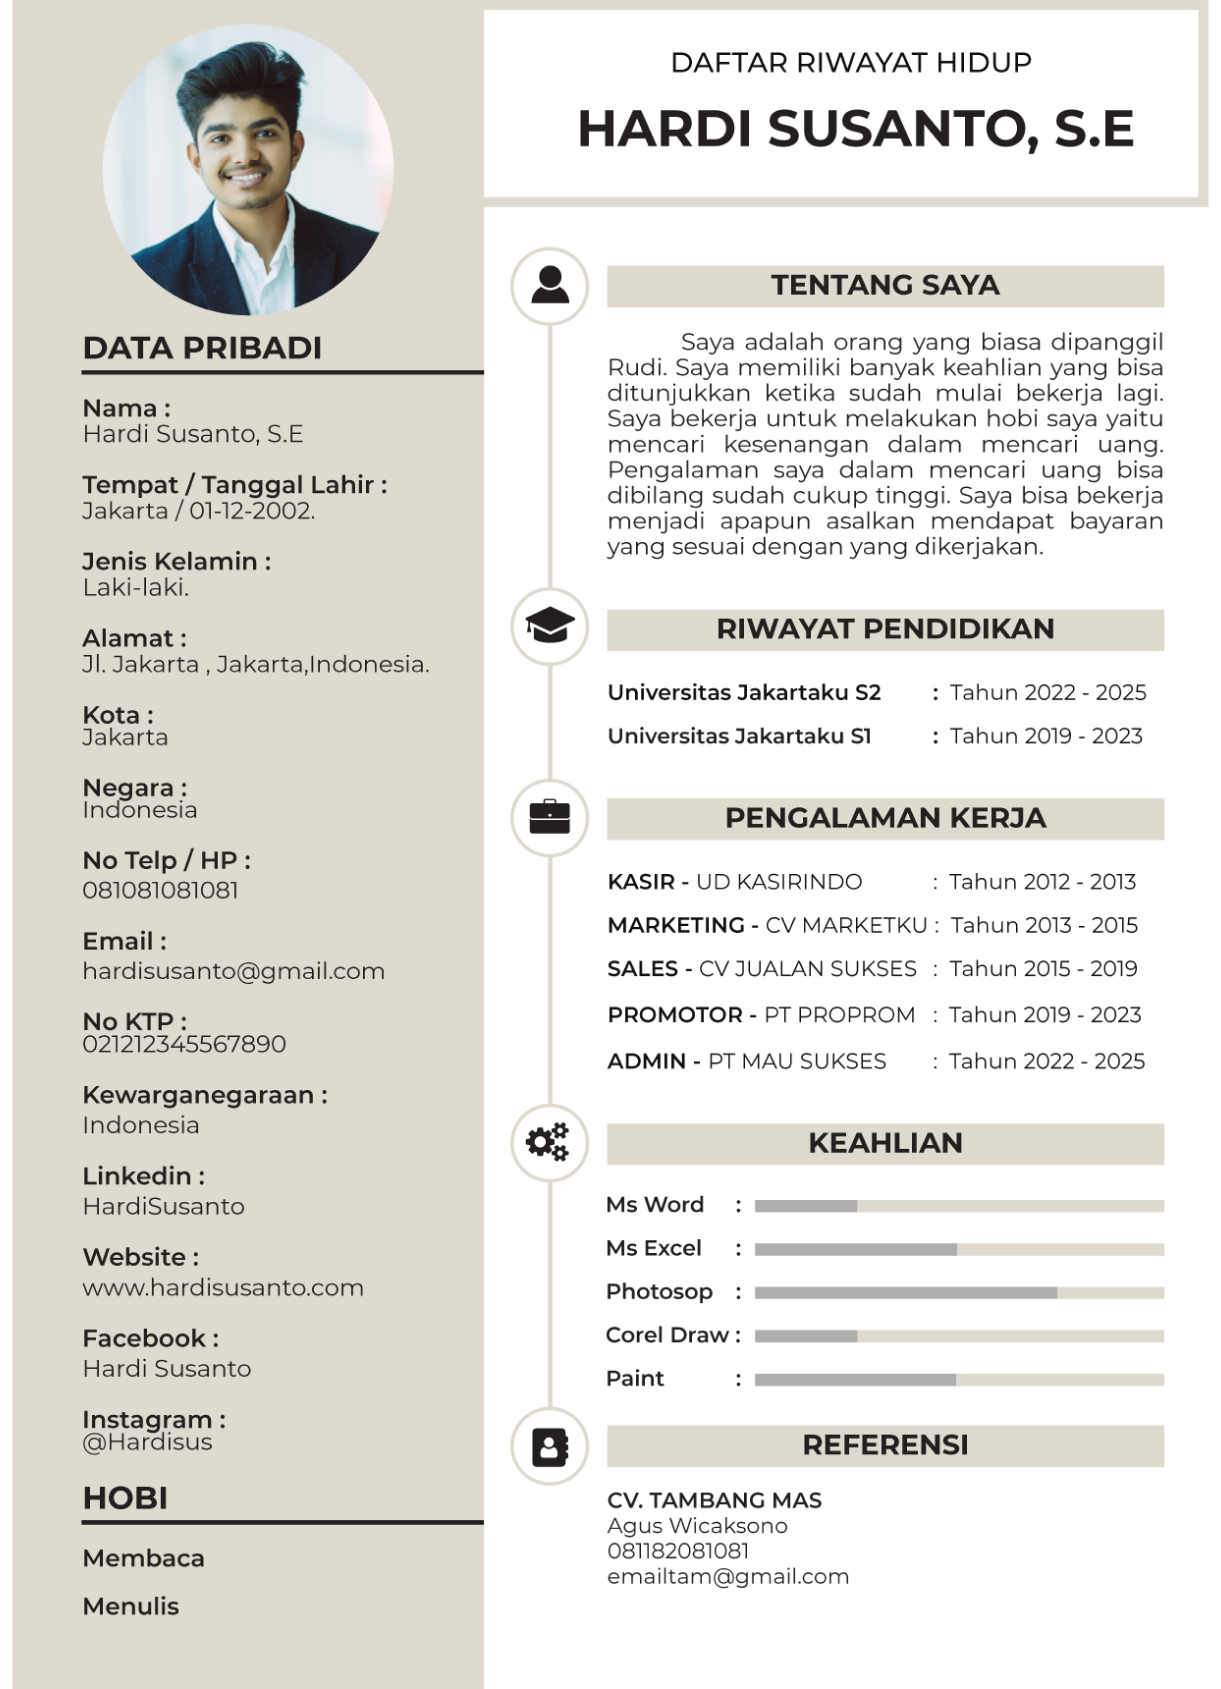 DAFTAR RIWAYAT HIDUP
HARDI SUSANTO, S.E
DATA PRIBADI
Nama :
Hardi Susanto, S.E
Tempat / Tanggal Lahir :
Jakarta / 01-12-2002.
Jenis Kelamin :
Laki-laki.
Alamat :
Jl. Jakarta , Jakarta,Indonesia.
Kota :
Jakarta
Negara :
Indonesia
No Telp / HP :
081081081081
Email :
hardisusanto@gmail.com
No KTP :
021212345567890
Kewarganegaraan :
Indonesia
Linkedin :
HardiSusanto
Website :
www.hardisusanto.com
Facebook :
Hardi Susanto
Instagram :
@Hardisus
HOBI
Membaca
Menulis
TENTANG SAYA
Saya adalah orang yang biasa dipanggil
Rudi. Saya memiliki banyak keahlian yang bisa
ditunjukkan ketika sudah mulai bekerja lagi.
Saya bekerja untuk melakukan hobi saya yaitu
mencari kesenangan dalam mencari uang.
Pengalaman saya dalam mencari uang bisa
dibilang sudah cukup tinggi. Saya bisa bekerja
menjadi apapun asalkan mendapat bayaran
yang sesuai dengan yang dikerjakan.
RIWAYAT PENDIDIKAN
Universitas Jakartaku S2 : Tahun 2022 - 2025
Universitas Jakartaku S1 : Tahun 2019 - 2023
PENGALAMAN KERJA
KASIR - UD KASIRINDO : Tahun 2012 - 2013
MARKETING - CV MARKETKU : Tahun 2013 - 2015
SALES - CV JUALAN SUKSES : Tahun 2015 - 2019
PROMOTOR - PT PROPROM : Tahun 2019 - 2023
ADMIN - PT MAU SUKSES : Tahun 2022 - 2025
KEAHLIAN
Ms Word :
Ms Excel :
Photosop :
Corel Draw :
Paint :
REFERENSI
CV. TAMBANG MAS
Agus Wicaksono
081182081081
emailtam@gmail.com